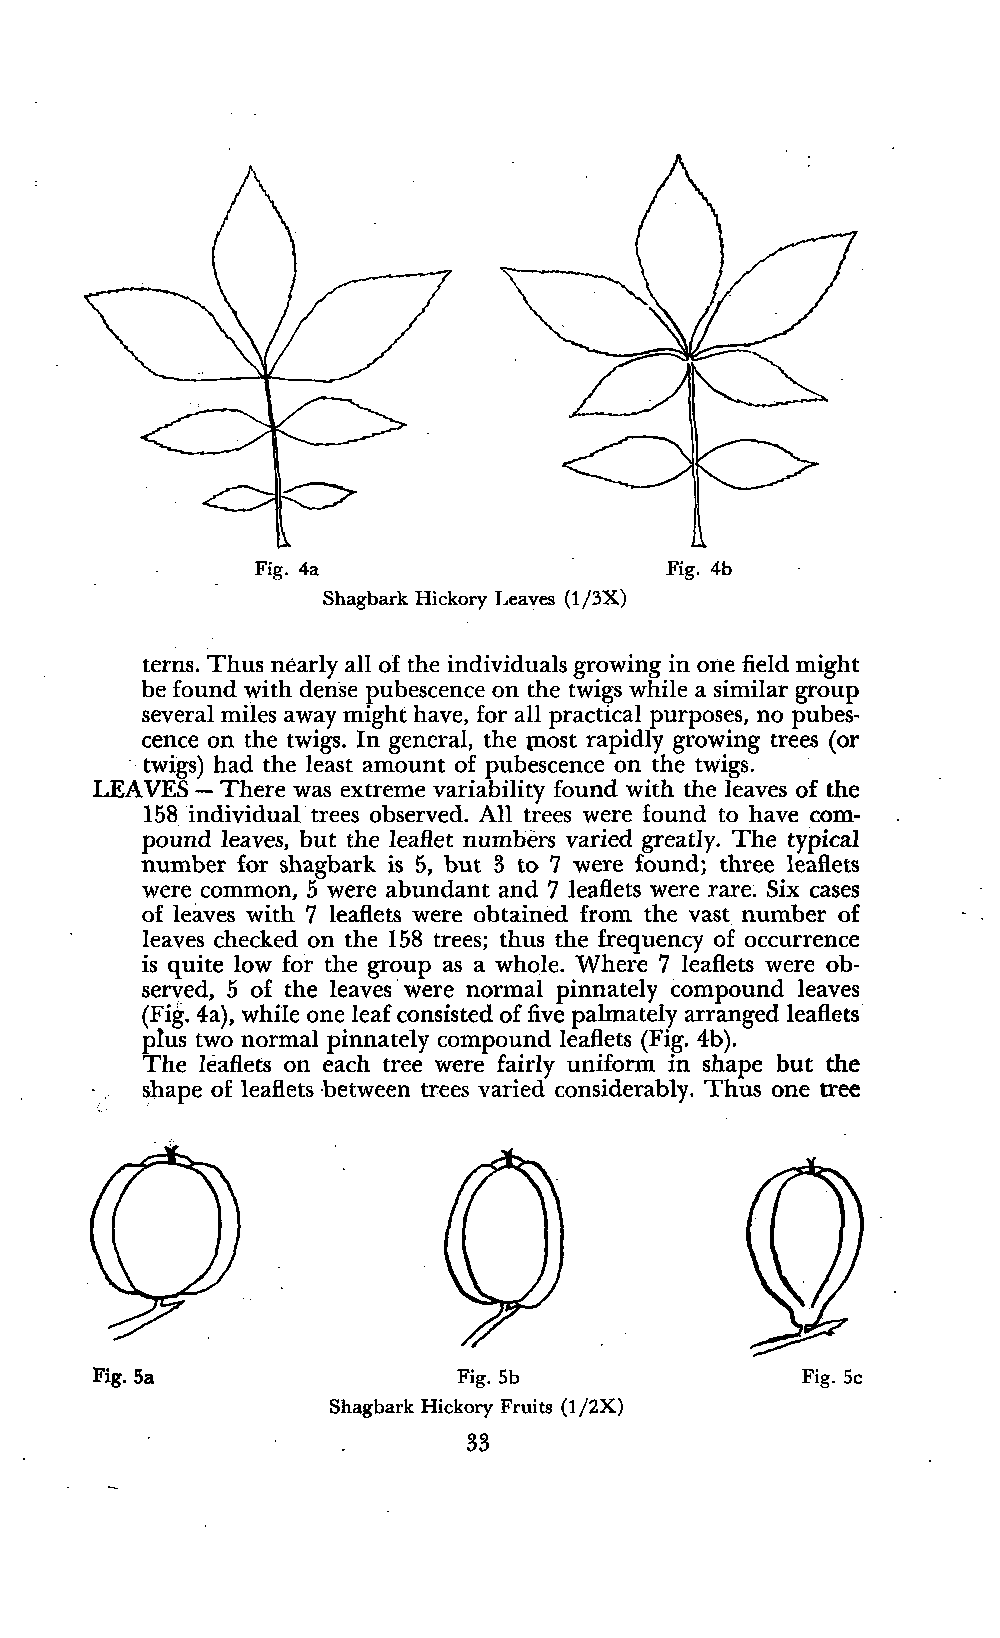 Fig. 4a
Fig. 4b
Shagbark Hickory Leaves (1/3X)
terns. Thus nearly all of the individuals growing in one field might
be found with dense pubescence on the twigs while a similar group
several miles away might have, for all practical purposes, no pubes-
cence on the twigs. In general, the most rapidly growing trees (or
twigs) had the least amount of pubescence on the twigs.
LEAVES — There was extreme variability found with the leaves of the
158 individual trees observed. All trees were found to have com-
pound leaves, but the leaflet numbers varied greatly. The typical
number for shagbark is 5, but 3 to 7 were found; three leaflets
were common, 5 were abundant and 7 leaflets were rare. Six cases
of leaves with 7 leaflets were obtained from the vast number of
leaves checked on the 158 trees; thus the frequency of occurrence
is quite low for the group as a whole. Where 7 leaflets were ob-
served, 5 of the leaves were normal pinnately compound leaves
(Fig. 4a), while one leaf consisted of five palmately arranged leaflets
plus two normal pinnately compound leaflets (Fig. 4b).
The leaflets on each tree were fairly uniform in shape but the
shape of leaflets between trees varied considerably. Thus one tree
Fig. 5a
Fig. 5b
Fig. 5c
Shagbark Hickory Fruits (1/2X)
33